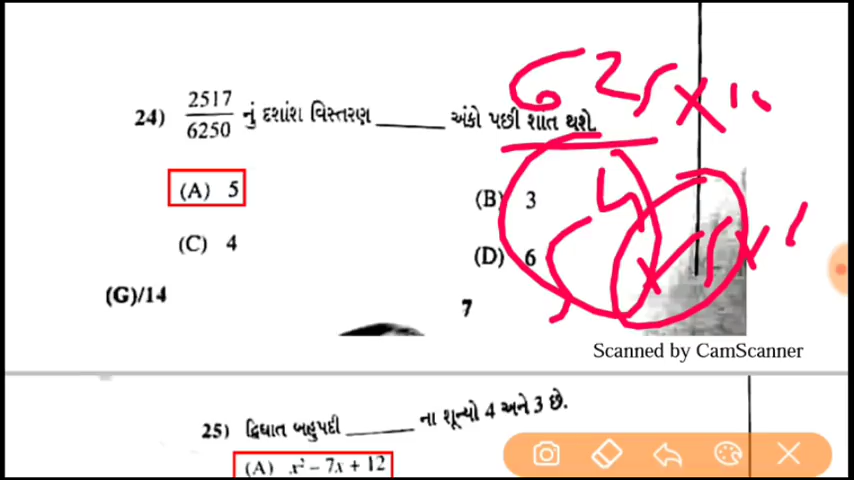 24) 2517/6250 નું દશાંશ વિસ્તરણ ______ અંકો પછી શાંત થશે.
(A) 5 (B) 3
(C) 4 (D) 6
(G)/14 7
Scanned by CamScanner
25) દ્વિઘાત બહુપદી ______ ના શૂન્યો 4 અને 3 છે.
(A) x² – 7x + 12